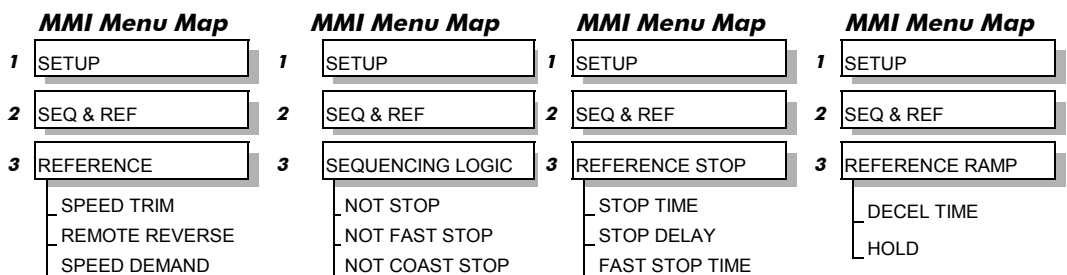 MMI Menu Map
1 SETUP
2 SEQ & REF
3 REFERENCE
SPEED TRIM
REMOTE REVERSE
SPEED DEMAND
MMI Menu Map
1 SETUP
2 SEQ & REF
3 SEQUENCING LOGIC
NOT STOP
NOT FAST STOP
NOT COAST STOP
MMI Menu Map
1 SETUP
2 SEQ & REF
3 REFERENCE STOP
STOP TIME
STOP DELAY
FAST STOP TIME
MMI Menu Map
1 SETUP
2 SEQ & REF
3 REFERENCE RAMP
DECEL TIME
HOLD